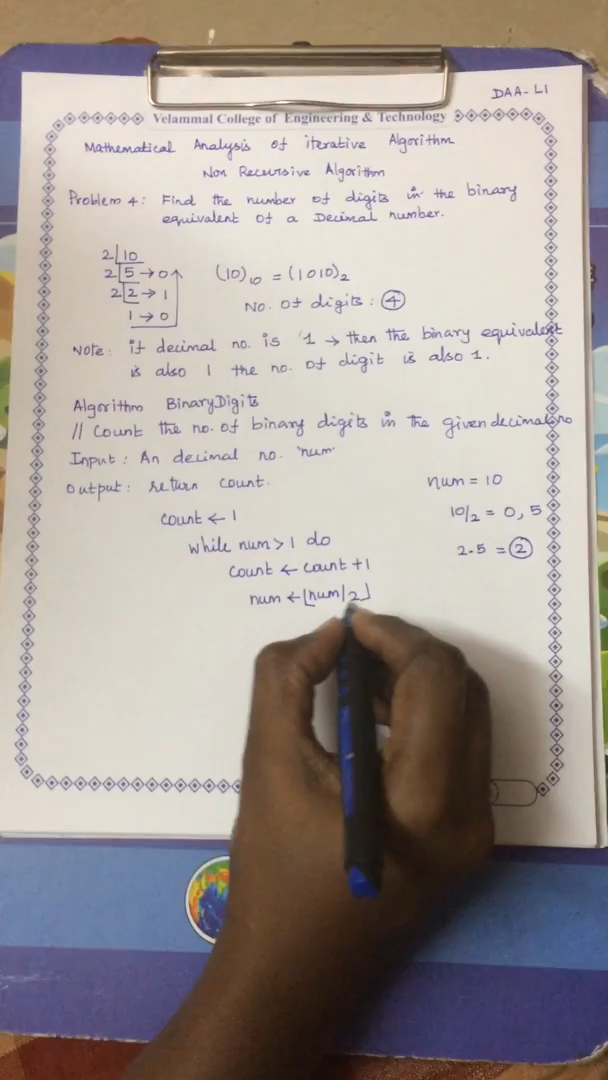 DAA-L1
Velammal College of Engineering & Technology
Mathematical Analysis of iterative Algorithm
Non Recursive Algorithm
Problem 4: Find the number of digits in the binary
equivalent of a Decimal number.
2 | 10
2 | 5 → 0
2 | 2 → 1
1 → 0
(10)₁₀ = (1010)₂
No. of digits : 4
Note: if decimal no. is '1 → then the binary equivalent
is also 1 the no. of digit is also 1.
Algorithm BinaryDigits
// Count the no. of binary digits in the given decimal no
Input: An decimal no. 'num'
Output: return count.
count ← 1
while num > 1 do
count ← count + 1
num ← ⌊num/2⌋
num = 10
10/2 = 0, 5
2.5 = 2